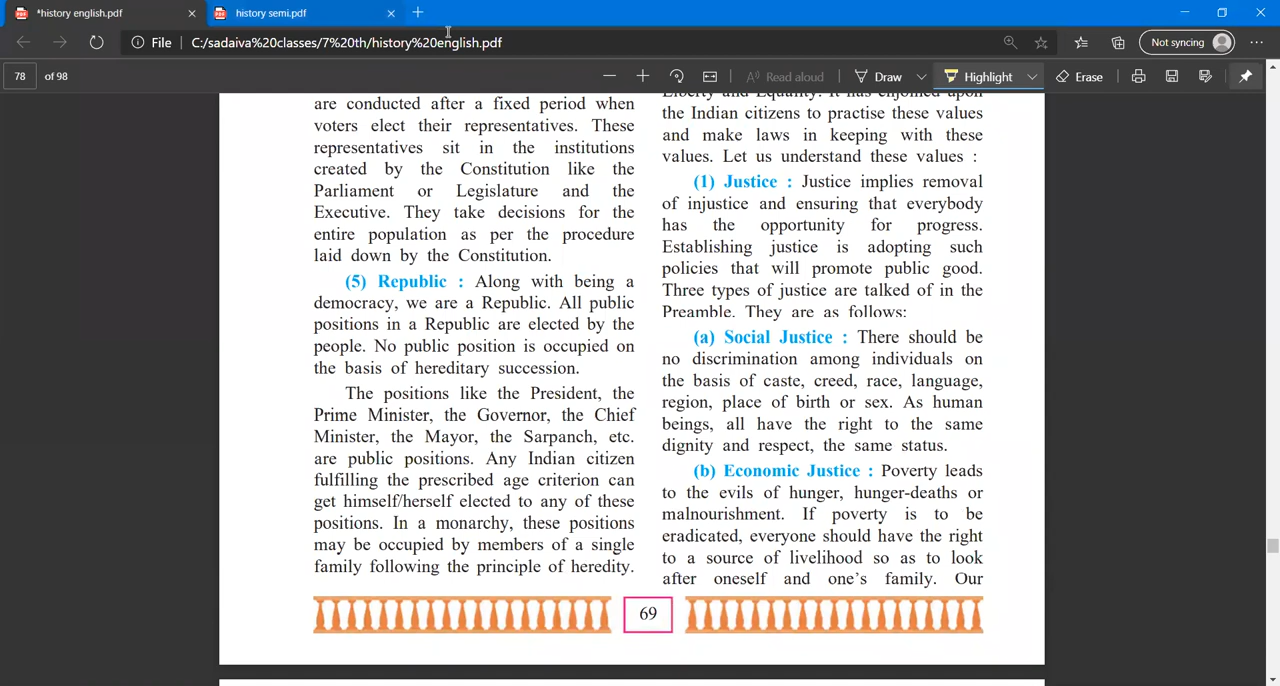 *history english.pdf
history semi.pdf
File
C:/sadaiva%20classes/7%20th/history%20english.pdf
Not syncing
78
of 98
Read aloud
Draw
Highlight
Erase
are conducted after a fixed period when
voters elect their representatives. These
representatives sit in the institutions
created by the Constitution like the
Parliament or Legislature and the
Executive. They take decisions for the
entire population as per the procedure
laid down by the Constitution.
(5) Republic : Along with being a
democracy, we are a Republic. All public
positions in a Republic are elected by the
people. No public position is occupied on
the basis of hereditary succession.
The positions like the President, the
Prime Minister, the Governor, the Chief
Minister, the Mayor, the Sarpanch, etc.
are public positions. Any Indian citizen
fulfilling the prescribed age criterion can
get himself/herself elected to any of these
positions. In a monarchy, these positions
may be occupied by members of a single
family following the principle of heredity.
Liberty and Equality. It has enjoined upon
the Indian citizens to practise these values
and make laws in keeping with these
values. Let us understand these values :
(1) Justice : Justice implies removal
of injustice and ensuring that everybody
has the opportunity for progress.
Establishing justice is adopting such
policies that will promote public good.
Three types of justice are talked of in the
Preamble. They are as follows:
(a) Social Justice : There should be
no discrimination among individuals on
the basis of caste, creed, race, language,
region, place of birth or sex. As human
beings, all have the right to the same
dignity and respect, the same status.
(b) Economic Justice : Poverty leads
to the evils of hunger, hunger-deaths or
malnourishment. If poverty is to be
eradicated, everyone should have the right
to a source of livelihood so as to look
after oneself and one's family. Our
69